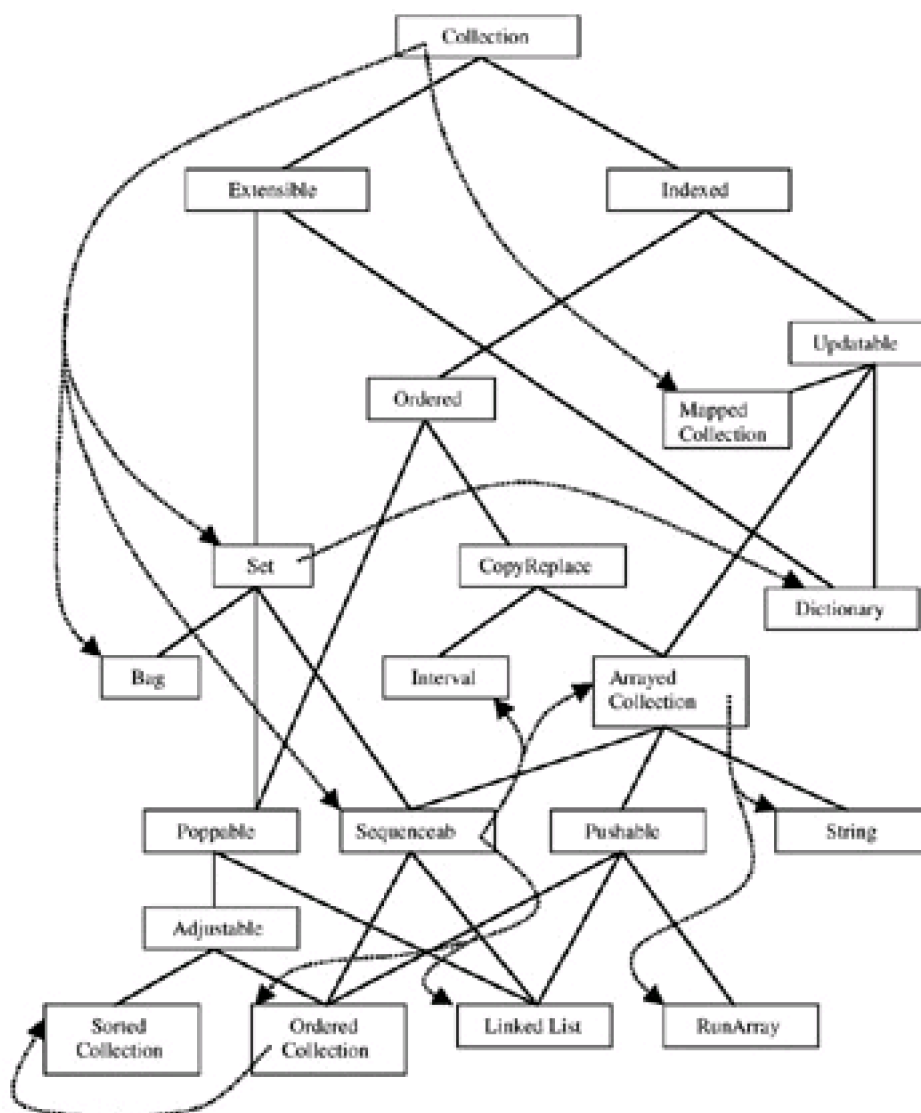 Collection
Extensible
Indexed
Updatable
Ordered
Mapped
Collection
Set
CopyReplace
Dictionary
Bag
Interval
Arrayed
Collection
Poppable
Sequenceab
Pushable
String
Adjustable
Sorted
Collection
Ordered
Collection
Linked List
RunArray